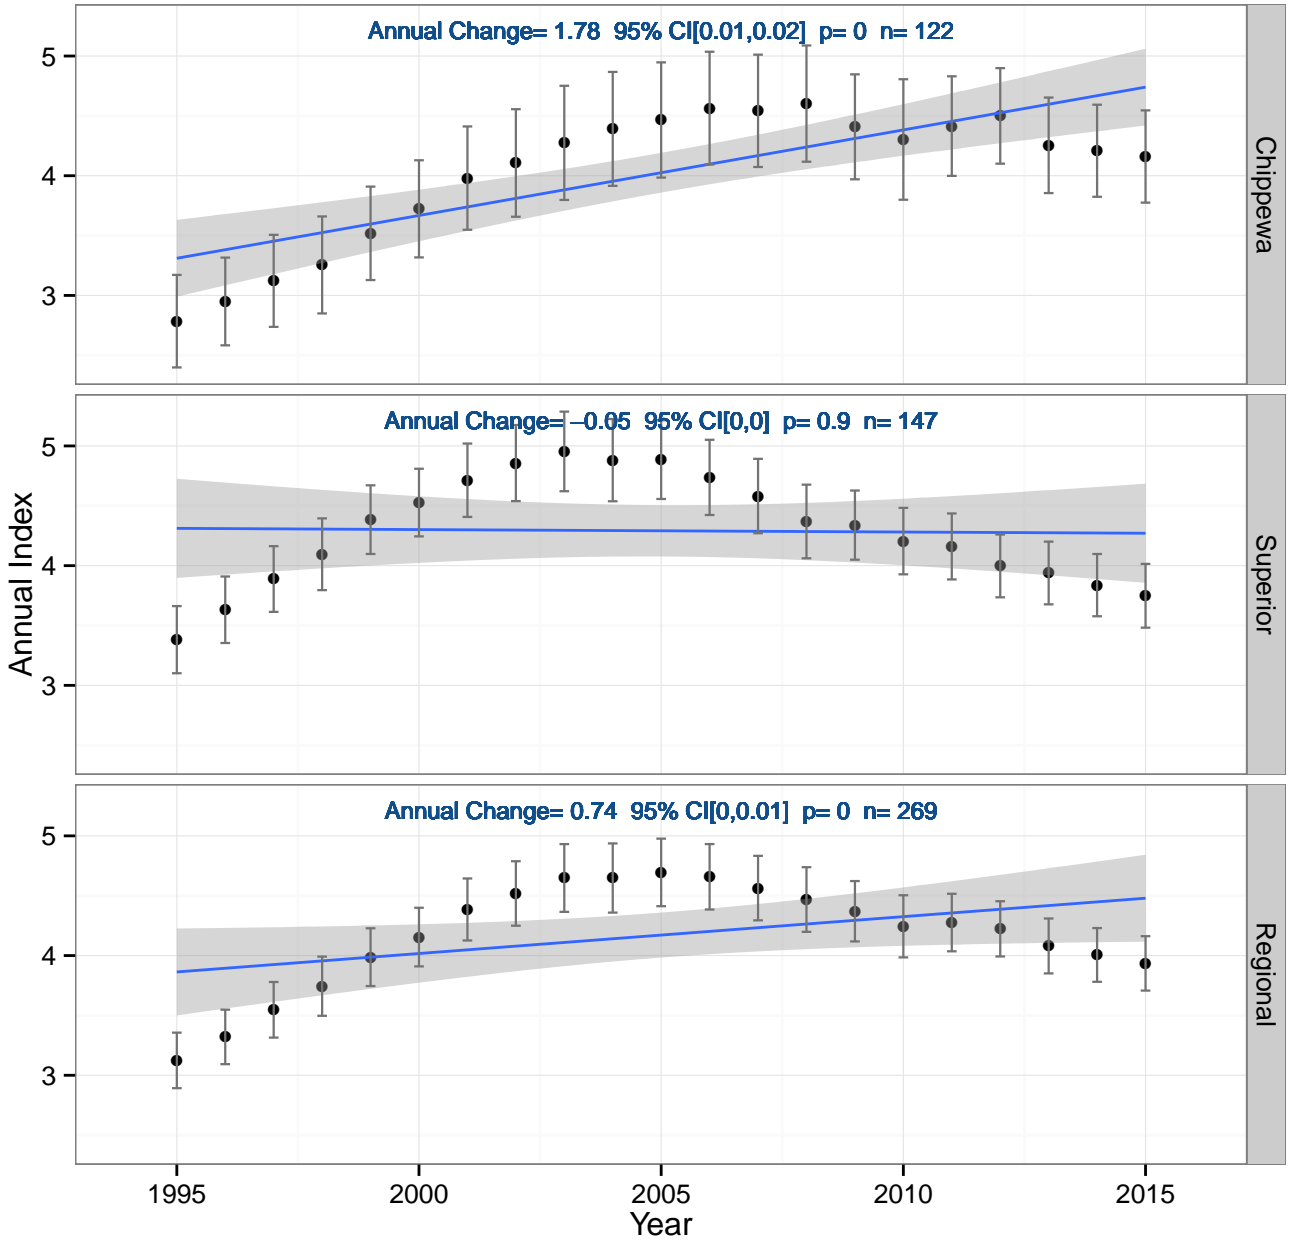 Annual Change= 1.78  95% CI[0.01,0.02]  p= 0  n= 122
5
4
3
Chippewa
Annual Change= −0.05  95% CI[0,0]  p= 0.9  n= 147
5
4
3
Superior
Annual Index
Annual Change= 0.74  95% CI[0,0.01]  p= 0  n= 269
5
4
3
Regional
1995 2000 2005 2010 2015
Year